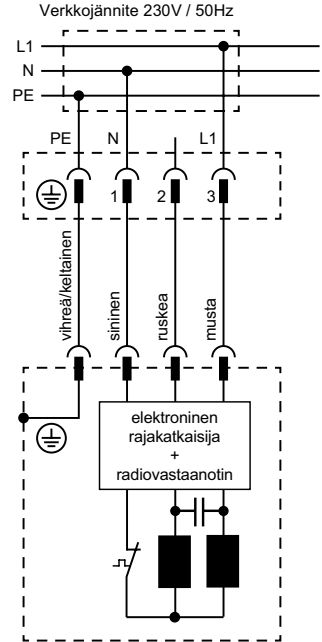 Verkkojännite 230V / 50Hz
L1
N
PE
PE N L1
1 2 3
vihreä/keltainen
sininen
ruskea
musta
elektroninen
rajakatkaisija
+
radiovastaanotin